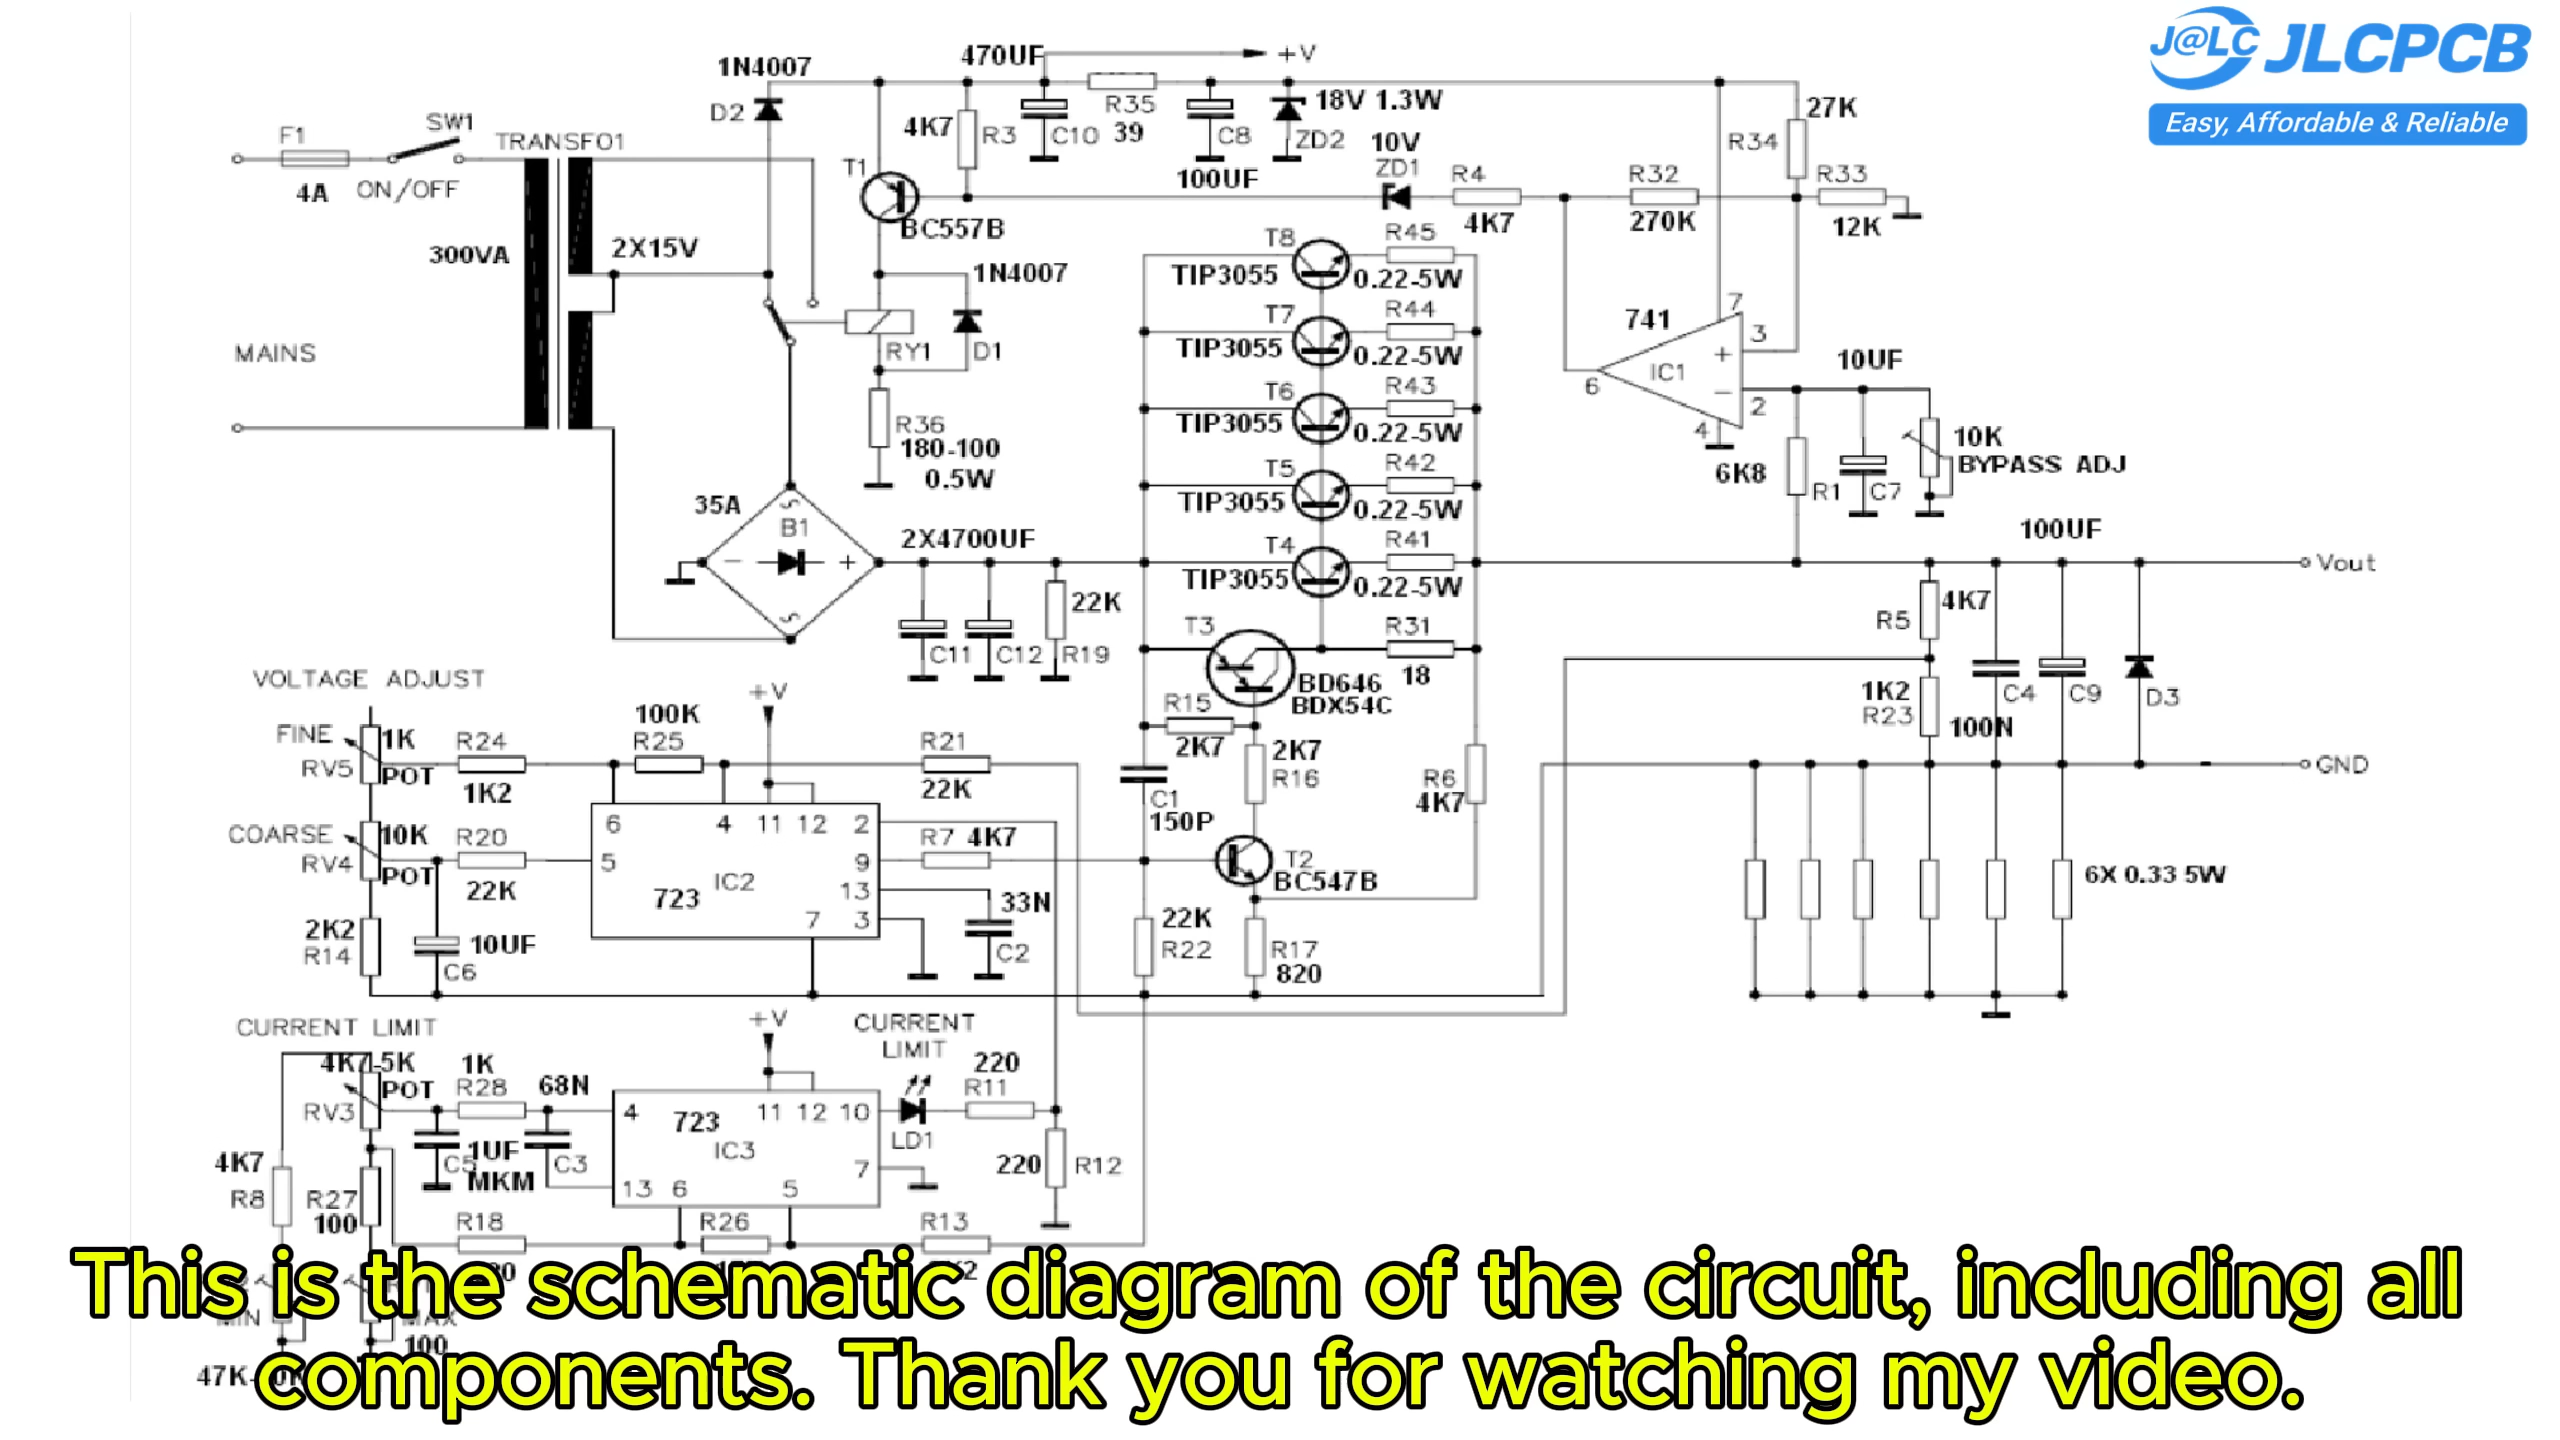 J@LC JLCPCB
Easy, Affordable & Reliable
470UF
+V
1N4007
D2
F1
SW1
TRANSFO1
4A
ON/OFF
300VA
2X15V
MAINS
4K7
R3
C10
R35
39
C8
18V 1.3W
ZD2
100UF
10V
ZD1
R4
4K7
R32
270K
27K
R34
R33
12K
T1
BC557B
1N4007
RY1
D1
R36
180-100
0.5W
T8
TIP3055
R45
0.22-5W
T7
TIP3055
R44
0.22-5W
T6
TIP3055
R43
0.22-5W
T5
TIP3055
R42
0.22-5W
T4
TIP3055
R41
0.22-5W
741
IC1
7
3
+
−
2
6
4
10UF
10K
BYPASS ADJ
6K8
R1
C7
100UF
Vout
35A
S
B1
− +
S
2X4700UF
22K
C11
C12
R19
T3
R31
18
BD646
BDX54C
R15
2K7
2K7
R16
C1
150P
R6
4K7
T2
BC547B
22K
R22
R17
820
4K7
R5
1K2
R23
100N
C4
C9
D3
GND
6X 0.33 5W
VOLTAGE ADJUST
FINE
1K
RV5
POT
R24
1K2
100K
R25
+V
R21
22K
COARSE
10K
RV4
POT
R20
22K
6
4
11
12
2
5
9
13
7
3
IC2
723
R7 4K7
33N
C2
2K2
R14
10UF
C6
CURRENT LIMIT
4K7-5K
POT
RV3
1K
R28
68N
C5
1UF
MKM
C3
+V
CURRENT
LIMIT
220
R11
LD1
4
11
12
10
723
IC3
7
13
6
5
220
R12
4K7
R8
R27
100
R18
R26
R13
This is the schematic diagram of the circuit, including all
components. Thank you for watching my video.
100
47K